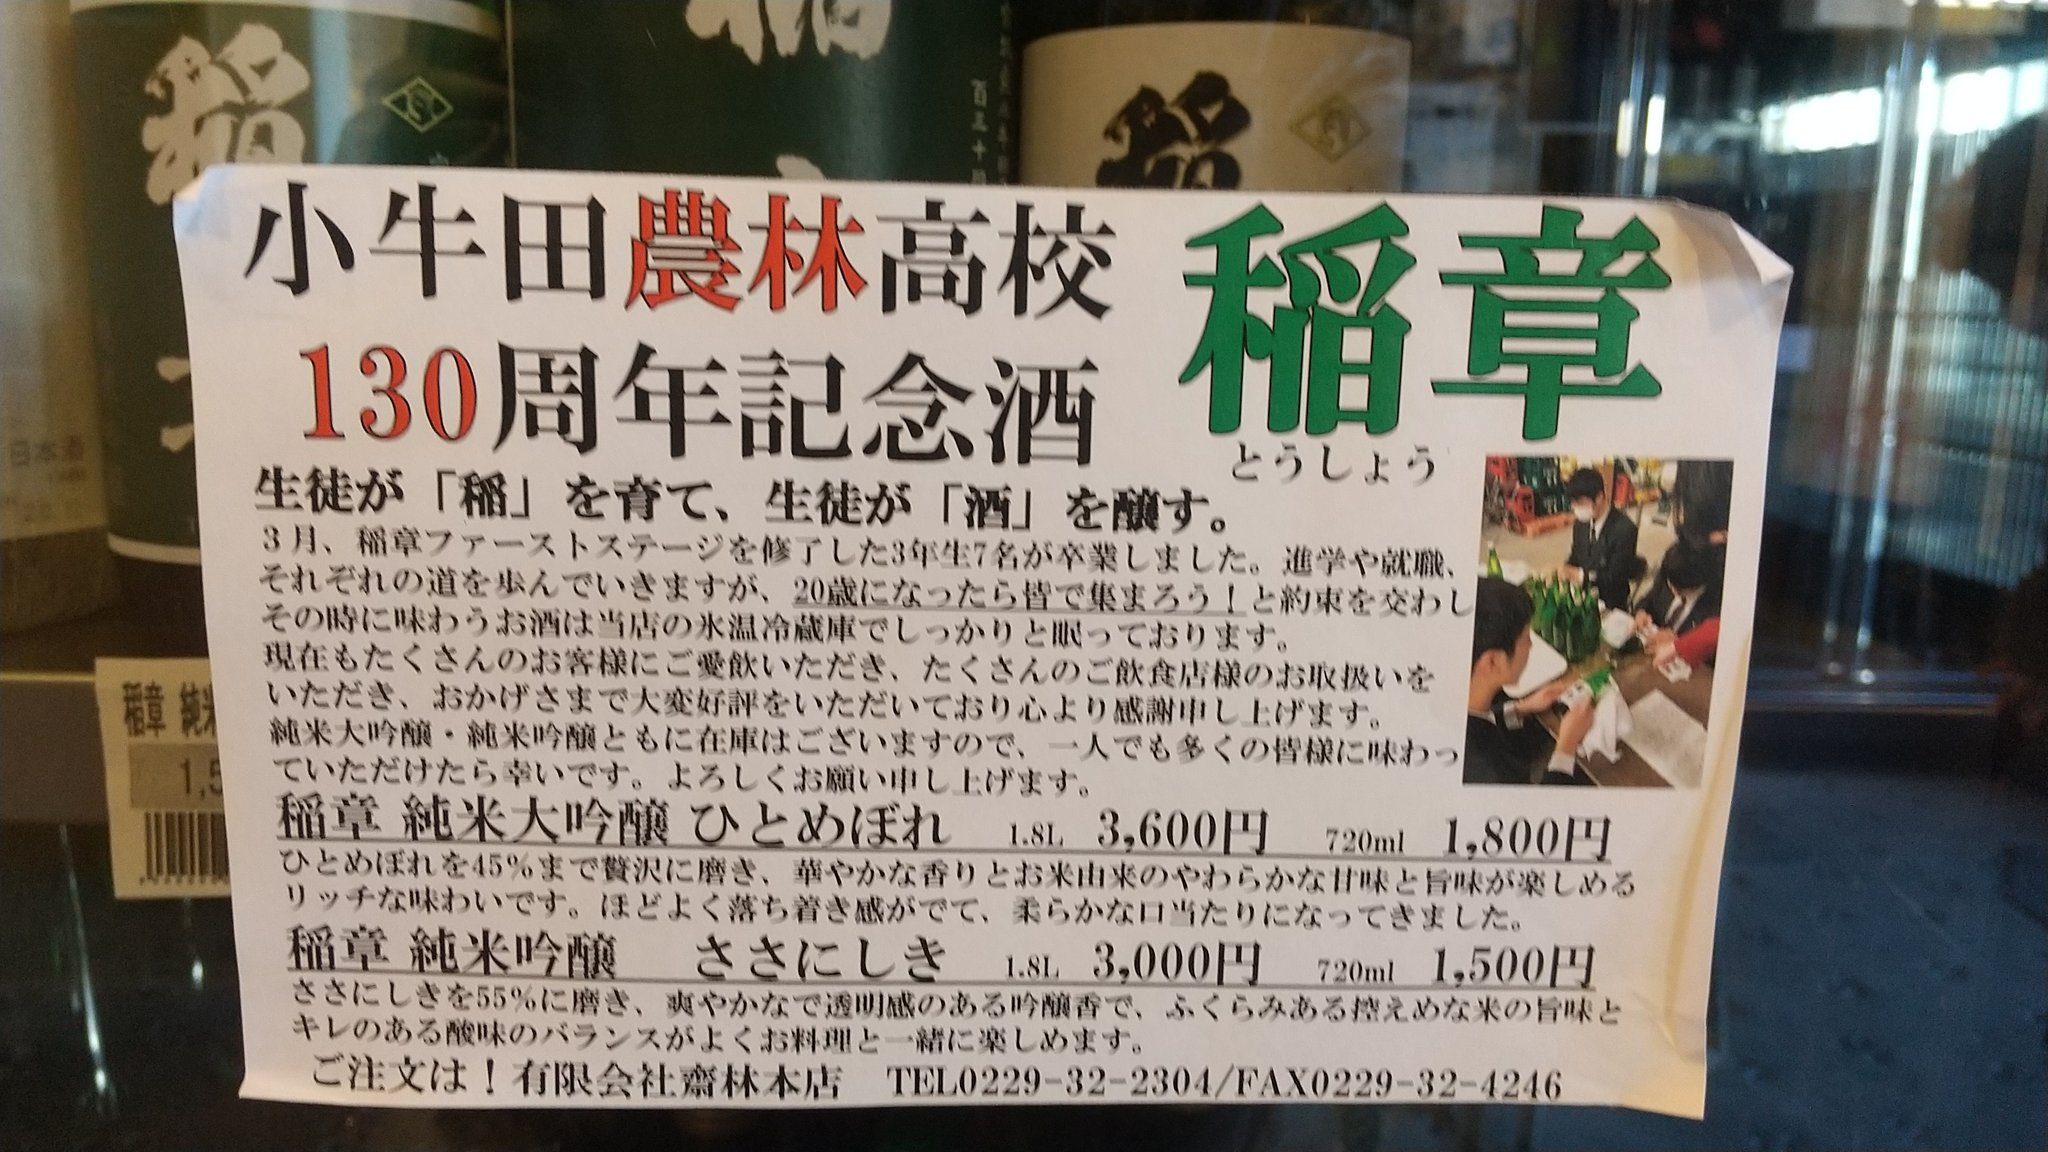 稲
稲
百三十周
稲
日本酒
小牛田農林高校
130周年記念酒
稲章
とうしょう
生徒が「稲」を育て、生徒が「酒」を醸す。
３月、稲章ファーストステージを修了した3年生7名が卒業しました。進学や就職、
それぞれの道を歩んでいきますが、20歳になったら皆で集まろう！と約束を交わし
その時に味わうお酒は当店の氷温冷蔵庫でしっかりと眠っております。
現在もたくさんのお客様にご愛飲いただき、たくさんのご飲食店様のお取扱いを
いただき、おかげさまで大変好評をいただいており心より感謝申し上げます。
純米大吟醸・純米吟醸ともに在庫はございますので、一人でも多くの皆様に味わっ
ていただけたら幸いです。よろしくお願い申し上げます。
稲章 純米大吟醸 ひとめぼれ 1.8L 3,600円 720ml 1,800円
ひとめぼれを45%まで贅沢に磨き、華やかな香りとお米由来のやわらかな甘味と旨味が楽しめる
リッチな味わいです。ほどよく落ち着き感がでて、柔らかな口当たりになってきました。
稲章 純米吟醸 ささにしき 1.8L 3,000円 720ml 1,500円
ささにしきを55%に磨き、爽やかなで透明感のある吟醸香で、ふくらみある控えめな米の旨味と
キレのある酸味のバランスがよくお料理と一緒に楽しめます。
ご注文は！有限会社齋林本店 TEL0229-32-2304/FAX0229-32-4246
稲章 純米
1,5